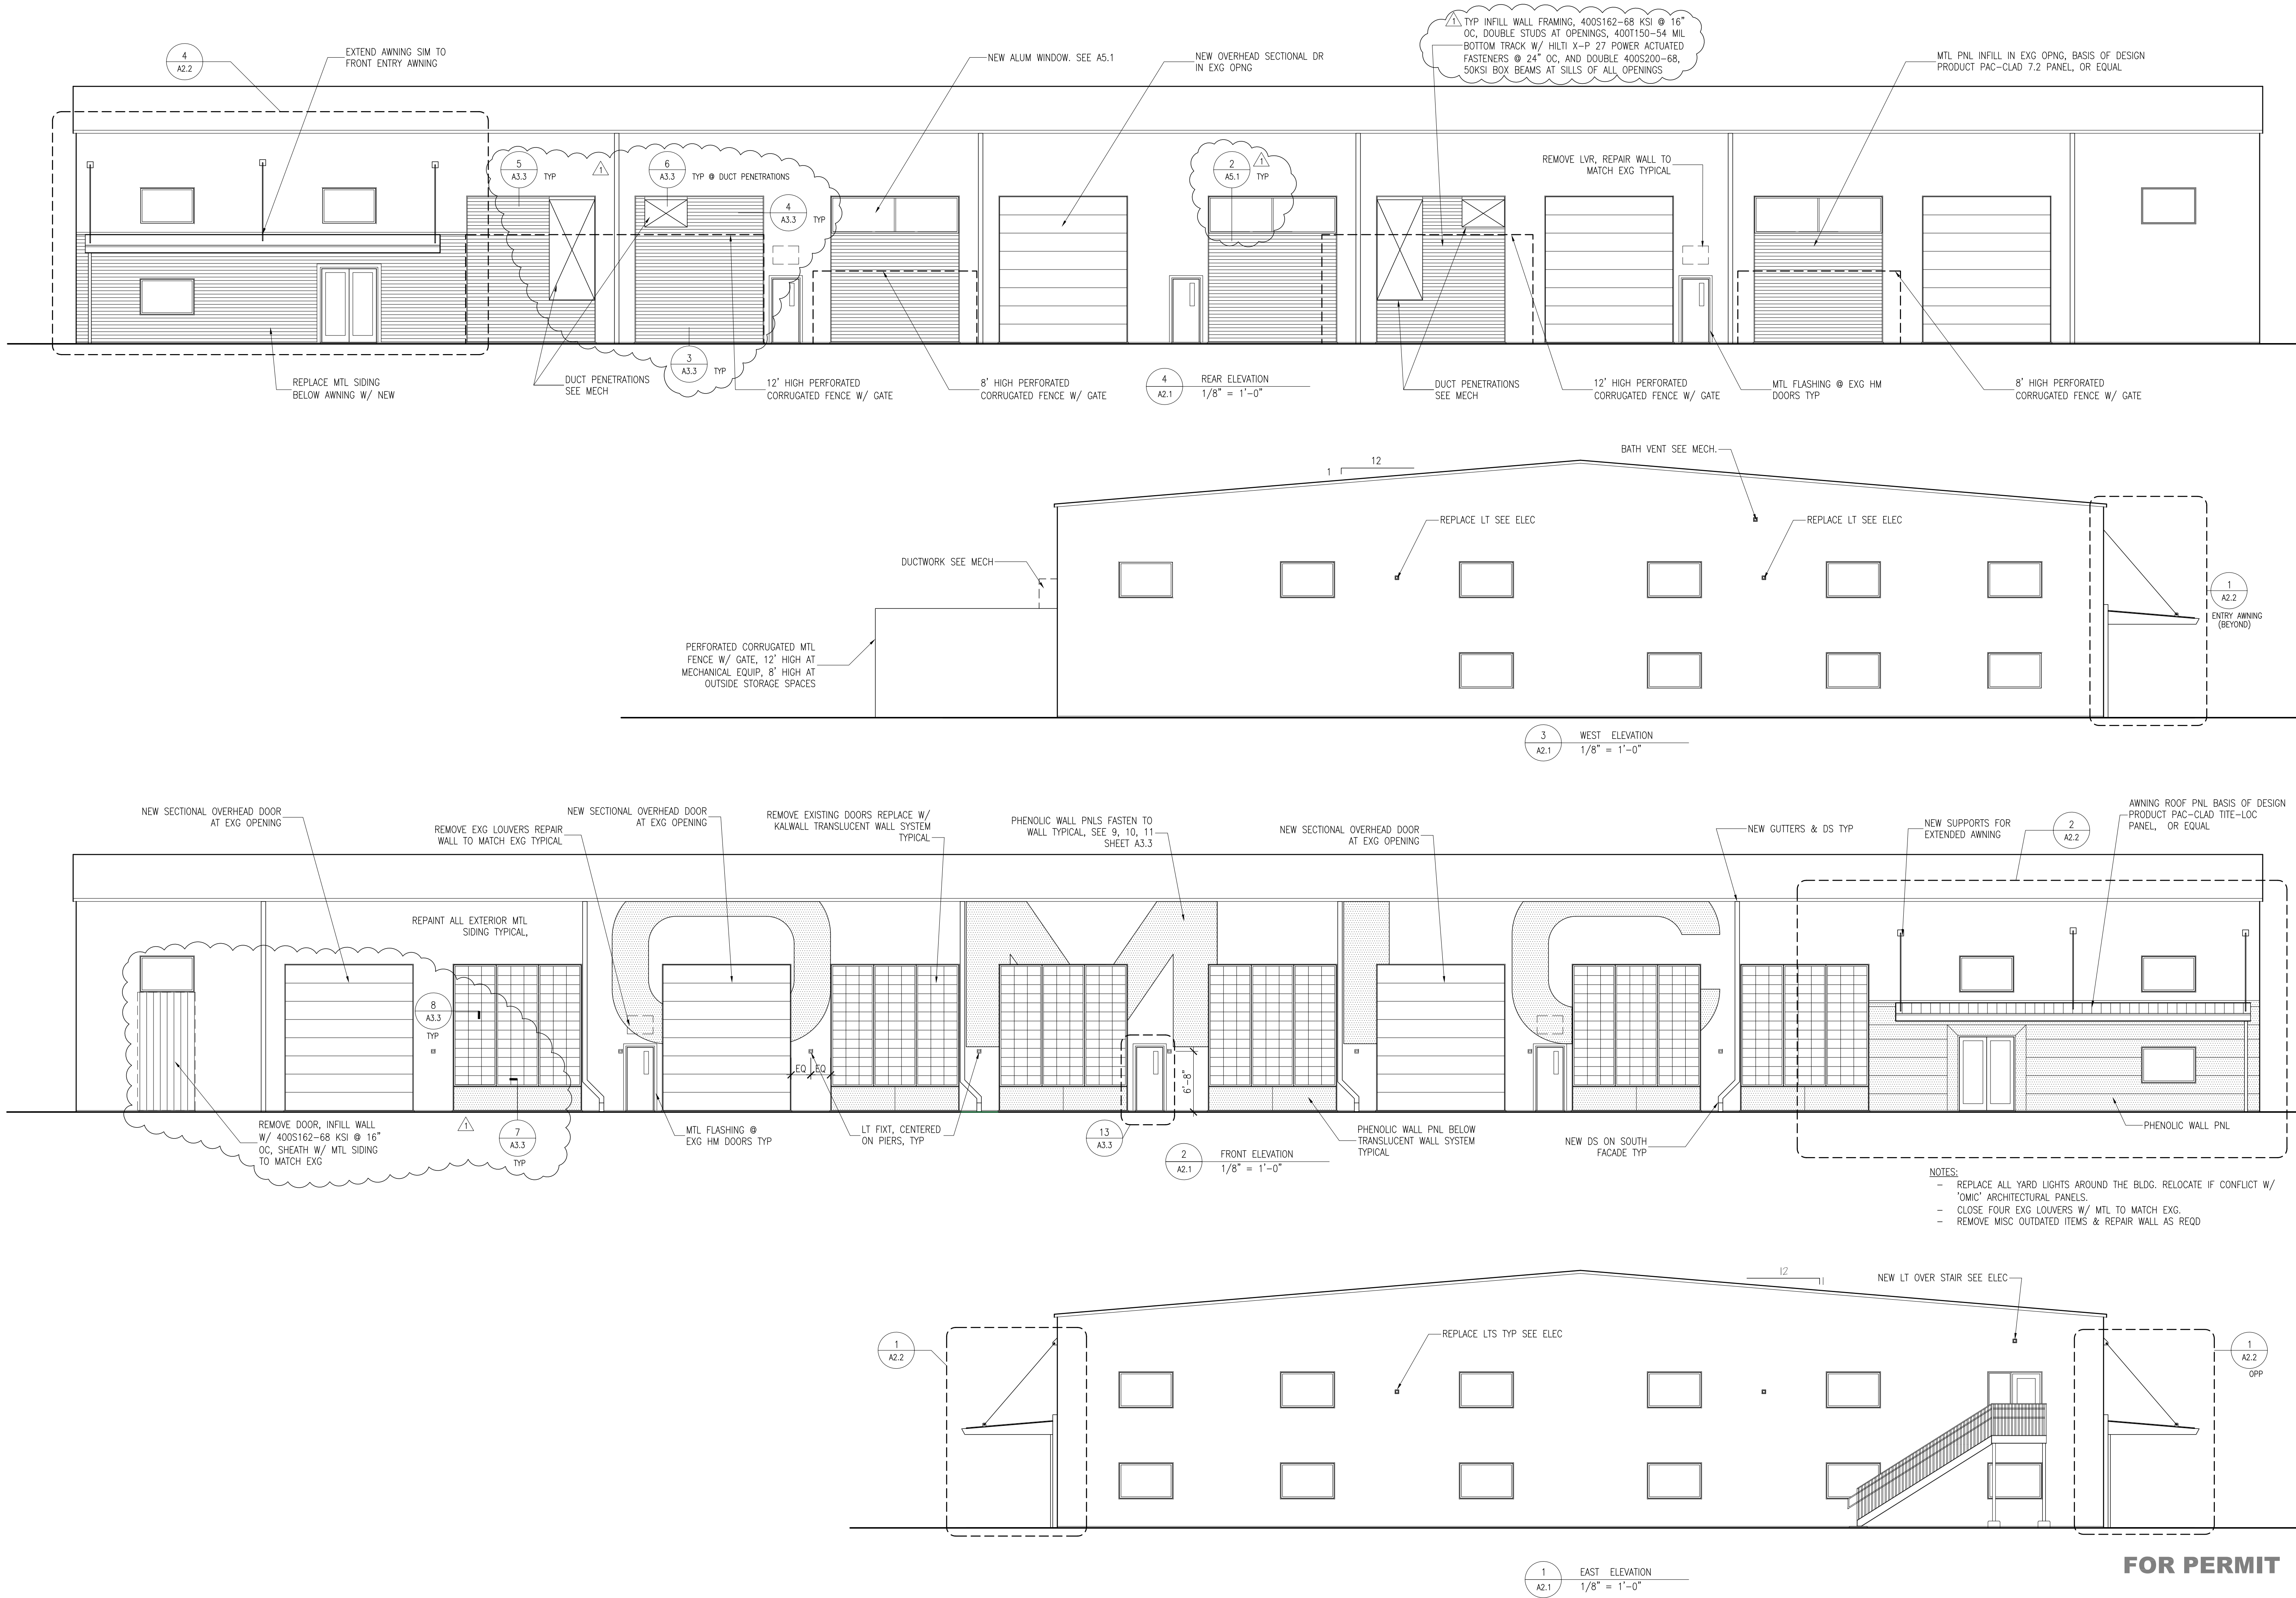 4
A2.2
EXTEND AWNING SIM TO
FRONT ENTRY AWNING
NEW ALUM WINDOW. SEE A5.1
NEW OVERHEAD SECTIONAL DR
IN EXG OPNG
1
TYP INFILL WALL FRAMING, 400S162-68 KSI @ 16"
OC, DOUBLE STUDS AT OPENINGS, 400T150-54 MIL
BOTTOM TRACK W/ HILTI X-P 27 POWER ACTUATED
FASTENERS @ 24" OC, AND DOUBLE 400S200-68,
50KSI BOX BEAMS AT SILLS OF ALL OPENINGS
MTL PNL INFILL IN EXG OPNG, BASIS OF DESIGN
PRODUCT PAC-CLAD 7.2 PANEL, OR EQUAL
5
A3.3
TYP
1
6
A3.3
TYP @ DUCT PENETRATIONS
4
A3.3
TYP
2
A5.1
TYP
1
REMOVE LVR, REPAIR WALL TO
MATCH EXG TYPICAL
3
A3.3
TYP
REPLACE MTL SIDING
BELOW AWNING W/ NEW
DUCT PENETRATIONS
SEE MECH
12' HIGH PERFORATED
CORRUGATED FENCE W/ GATE
8' HIGH PERFORATED
CORRUGATED FENCE W/ GATE
4
A2.1
REAR ELEVATION
1/8" = 1'-0"
DUCT PENETRATIONS
SEE MECH
12' HIGH PERFORATED
CORRUGATED FENCE W/ GATE
MTL FLASHING @ EXG HM
DOORS TYP
8' HIGH PERFORATED
CORRUGATED FENCE W/ GATE
12
1
BATH VENT SEE MECH.
REPLACE LT SEE ELEC
REPLACE LT SEE ELEC
DUCTWORK SEE MECH
1
A2.2
ENTRY AWNING
(BEYOND)
PERFORATED CORRUGATED MTL
FENCE W/ GATE, 12' HIGH AT
MECHANICAL EQUIP, 8' HIGH AT
OUTSIDE STORAGE SPACES
3
A2.1
WEST ELEVATION
1/8" = 1'-0"
NEW SECTIONAL OVERHEAD DOOR
AT EXG OPENING
REMOVE EXG LOUVERS REPAIR
WALL TO MATCH EXG TYPICAL
NEW SECTIONAL OVERHEAD DOOR
AT EXG OPENING
REMOVE EXISTING DOORS REPLACE W/
KALWALL TRANSLUCENT WALL SYSTEM
TYPICAL
PHENOLIC WALL PNLS FASTEN TO
WALL TYPICAL, SEE 9, 10, 11
SHEET A3.3
NEW SECTIONAL OVERHEAD DOOR
AT EXG OPENING
NEW GUTTERS & DS TYP
NEW SUPPORTS FOR
EXTENDED AWNING
2
A2.2
AWNING ROOF PNL BASIS OF DESIGN
PRODUCT PAC-CLAD TITE-LOC
PANEL, OR EQUAL
REPAINT ALL EXTERIOR MTL
SIDING TYPICAL,
OMIC
8
A3.3
TYP
EQ
EQ
6'-8"
REMOVE DOOR, INFILL WALL
W/ 400S162-68 KSI @ 16"
OC, SHEATH W/ MTL SIDING
TO MATCH EXG
1
7
A3.3
TYP
MTL FLASHING @
EXG HM DOORS TYP
LT FIXT, CENTERED
ON PIERS, TYP
13
A3.3
2
A2.1
FRONT ELEVATION
1/8" = 1'-0"
PHENOLIC WALL PNL BELOW
TRANSLUCENT WALL SYSTEM
TYPICAL
NEW DS ON SOUTH
FACADE TYP
PHENOLIC WALL PNL
NOTES:
- REPLACE ALL YARD LIGHTS AROUND THE BLDG. RELOCATE IF CONFLICT W/
'OMIC' ARCHITECTURAL PANELS.
- CLOSE FOUR EXG LOUVERS W/ MTL TO MATCH EXG.
- REMOVE MISC OUTDATED ITEMS & REPAIR WALL AS REQD
12
1
NEW LT OVER STAIR SEE ELEC
REPLACE LTS TYP SEE ELEC
1
A2.2
1
A2.2
OPP
1
A2.1
EAST ELEVATION
1/8" = 1'-0"
FOR PERMIT